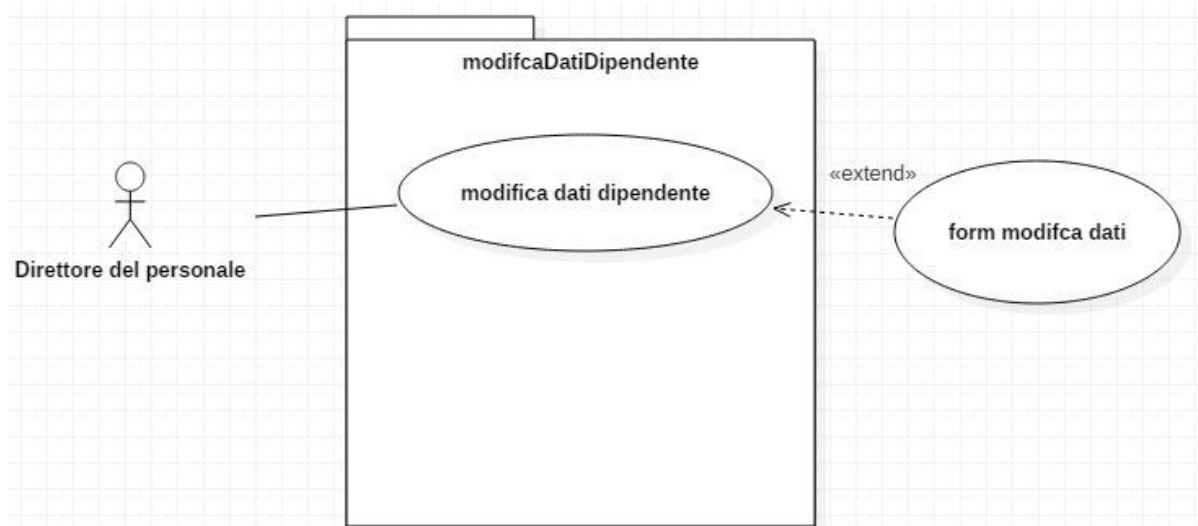 modifcaDatiDipendente
modifica dati dipendente
«extend»
form modifca dati
Direttore del personale